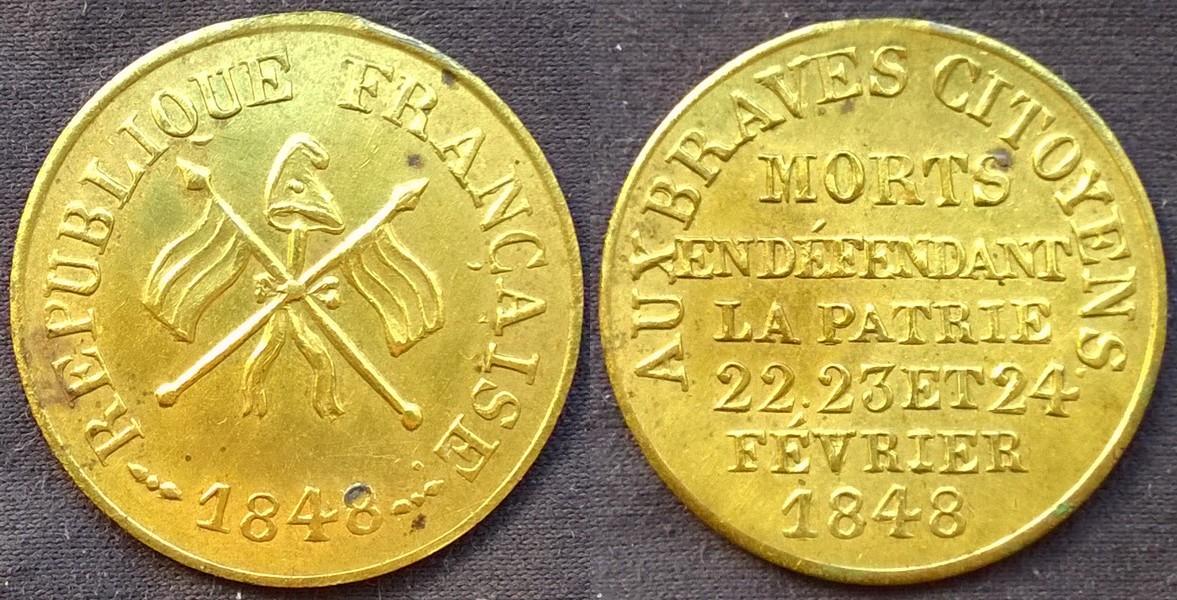 REPUBLIQUE FRANÇAISE
1848
AUX BRAVES CITOYENS.
MORTS
EN DÉFENDANT
LA PATRIE
22.23 ET 24
FÉVRIER
1848